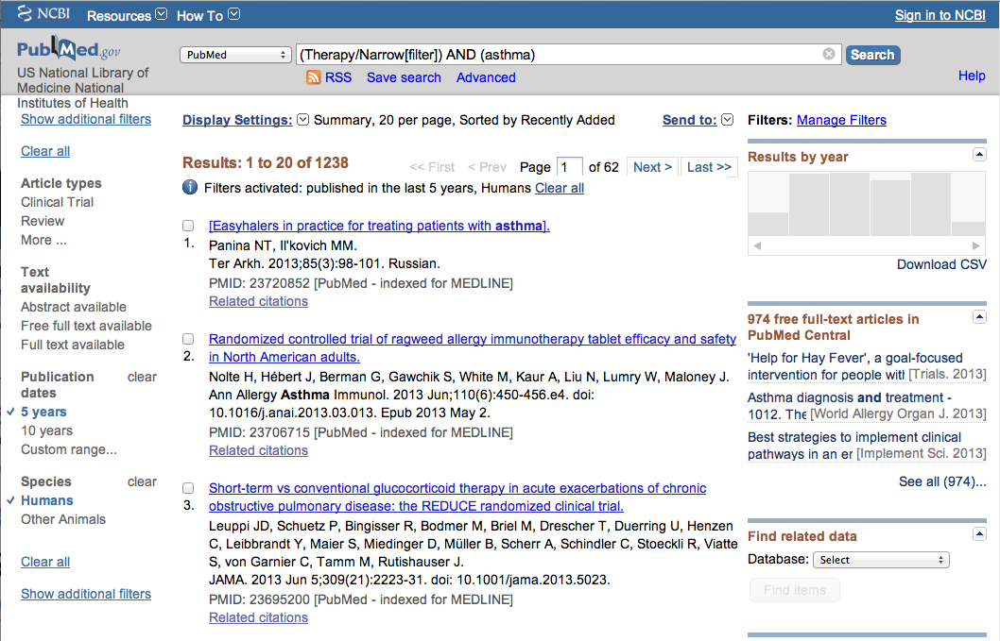 NCBI Resources How To Sign in to NCBI
PubMed.gov
US National Library of
Medicine National
Institutes of Health
PubMed (Therapy/Narrow[filter]) AND (asthma) Search
RSS Save search Advanced Help
Show additional filters
Clear all
Article types
Clinical Trial
Review
More ...
Text
availability
Abstract available
Free full text available
Full text available
Publication clear
dates
5 years
10 years
Custom range...
Species clear
Humans
Other Animals
Clear all
Show additional filters
Display Settings: Summary, 20 per page, Sorted by Recently Added Send to:
Results: 1 to 20 of 1238
<< First < Prev Page 1 of 62 Next > Last >>
Filters activated: published in the last 5 years, Humans Clear all
[Easyhalers in practice for treating patients with asthma].
1. Panina NT, Il'kovich MM.
Ter Arkh. 2013;85(3):98-101. Russian.
PMID: 23720852 [PubMed - indexed for MEDLINE]
Related citations
Randomized controlled trial of ragweed allergy immunotherapy tablet efficacy and safety
2. in North American adults.
Nolte H, Hébert J, Berman G, Gawchik S, White M, Kaur A, Liu N, Lumry W, Maloney J.
Ann Allergy Asthma Immunol. 2013 Jun;110(6):450-456.e4. doi:
10.1016/j.anai.2013.03.013. Epub 2013 May 2.
PMID: 23706715 [PubMed - indexed for MEDLINE]
Related citations
Short-term vs conventional glucocorticoid therapy in acute exacerbations of chronic
3. obstructive pulmonary disease: the REDUCE randomized clinical trial.
Leuppi JD, Schuetz P, Bingisser R, Bodmer M, Briel M, Drescher T, Duerring U, Henzen
C, Leibbrandt Y, Maier S, Miedinger D, Müller B, Scherr A, Schindler C, Stoeckli R, Viatte
S, von Garnier C, Tamm M, Rutishauser J.
JAMA. 2013 Jun 5;309(21):2223-31. doi: 10.1001/jama.2013.5023.
PMID: 23695200 [PubMed - indexed for MEDLINE]
Related citations
Filters: Manage Filters
Results by year
Download CSV
974 free full-text articles in
PubMed Central
'Help for Hay Fever', a goal-focused
intervention for people with [Trials. 2013]
Asthma diagnosis and treatment -
1012. The [World Allergy Organ J. 2013]
Best strategies to implement clinical
pathways in an er [Implement Sci. 2013]
See all (974)...
Find related data
Database: Select
Find items